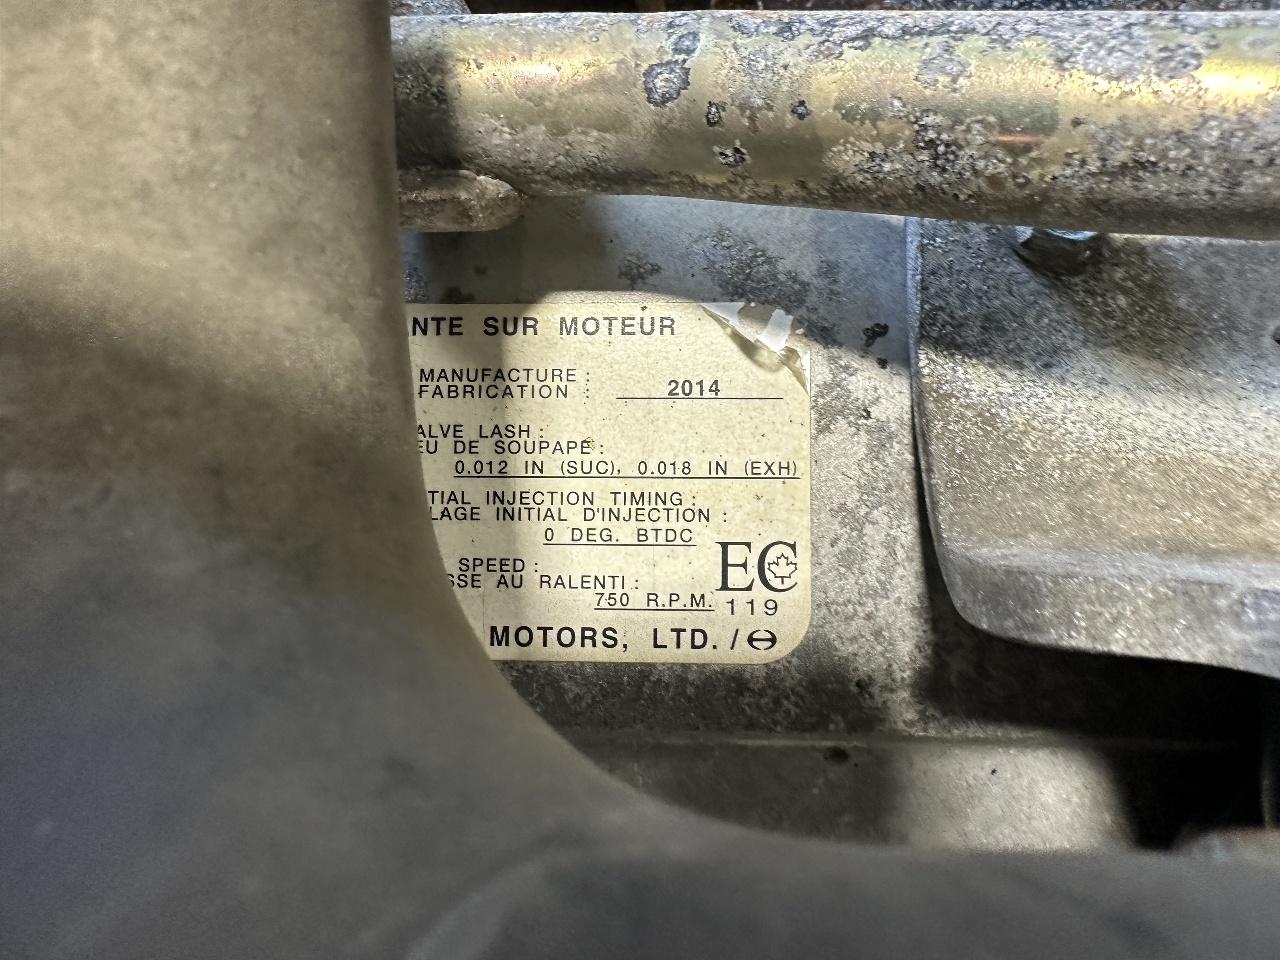 NTE SUR MOTEUR
MANUFACTURE :
FABRICATION : 2014
ALVE LASH :
EU DE SOUPAPE :
0.012 IN (SUC), 0.018 IN (EXH)
TIAL INJECTION TIMING :
LAGE INITIAL D'INJECTION :
0 DEG. BTDC
SPEED :
SSE AU RALENTI :
750 R.P.M.
EC
119
MOTORS, LTD. /